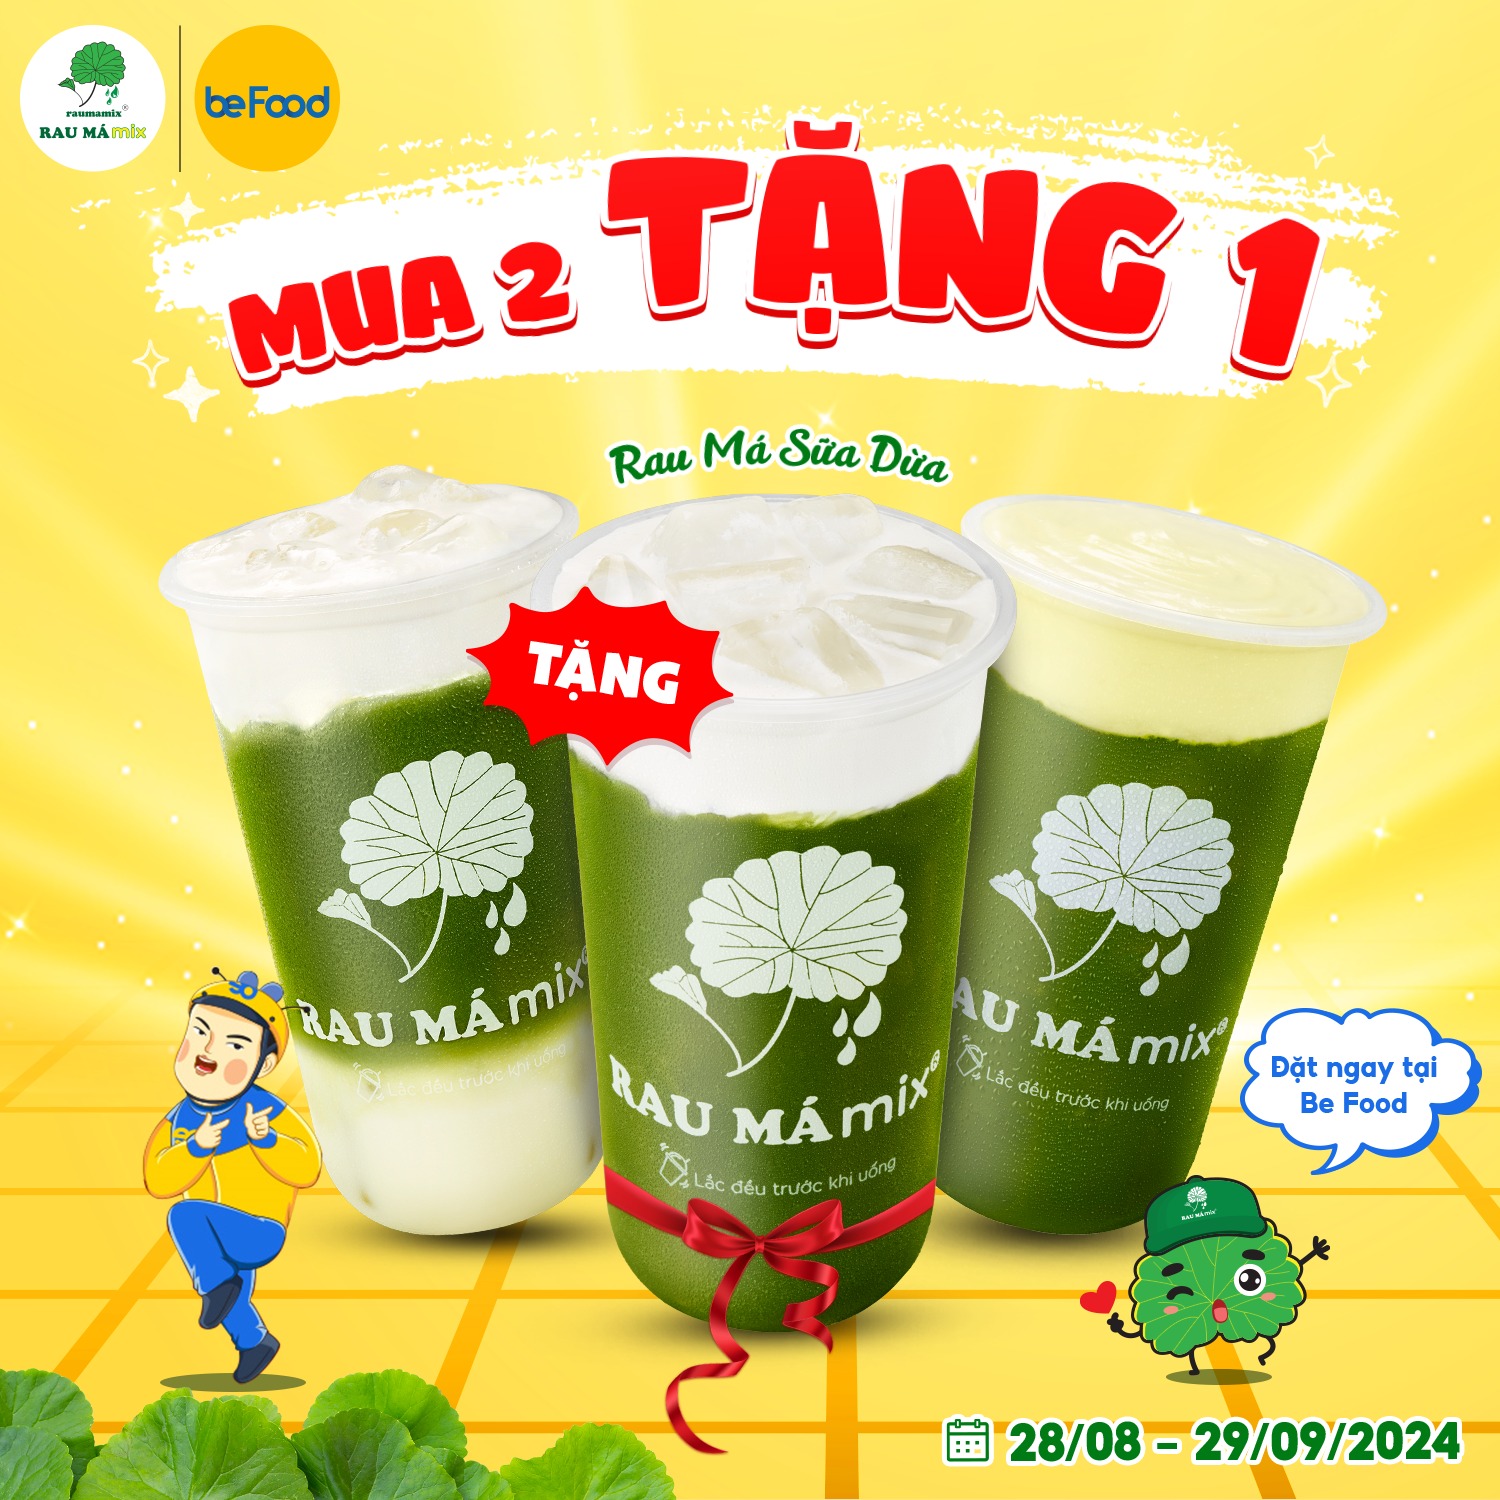 raumamix®
RAU MÁ mix
beFood
MUA 2 TẶNG 1
Rau Má Sữa Dừa
TẶNG
RAU MÁ mix®
Lắc đều trước khi uống
RAU MÁ mix®
Lắc đều trước khi uống
AU MÁ mix®
Lắc đều trước khi uống
Đặt ngay tại
Be Food
RAU MÁ mix
28/08 - 29/09/2024